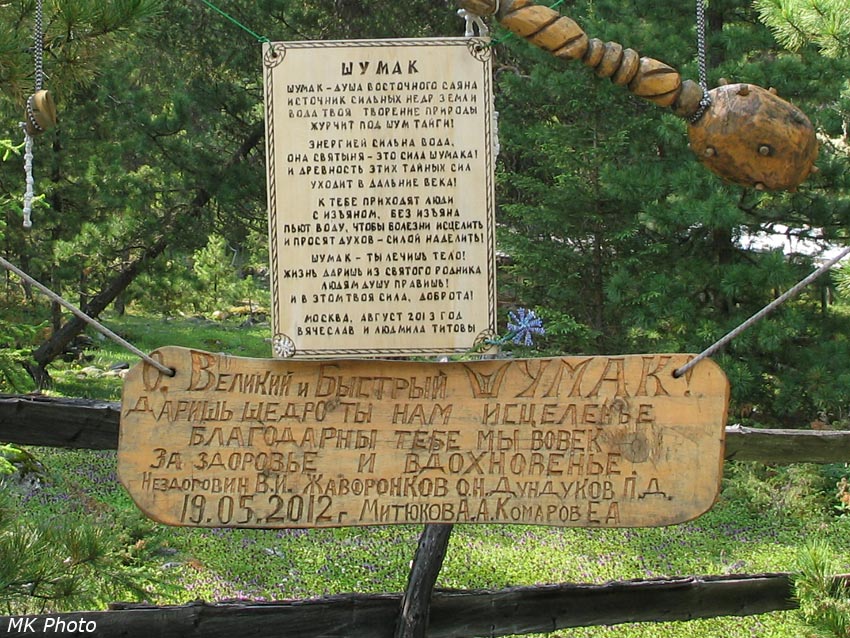 ШУМАК
ШУМАК – ДУША ВОСТОЧНОГО САЯНА
ИСТОЧНИК СИЛЬНЫХ НЕДР ЗЕМЛИ
ВОДА ТВОЯ ТВОРЕНИЕ ПРИРОДЫ
ЖУРЧИТ ПОД ШУМ ТАЙГИ!
ЭНЕРГИЕЙ СИЛЬНА ВОДА,
ОНА СВЯТЫНЯ – ЭТО СИЛА ШУМАКА!
И ДРЕВНОСТЬ ЭТИХ ТАЙНЫХ СИЛ
УХОДИТ В ДАЛЬНИЕ ВЕКА!
К ТЕБЕ ПРИХОДЯТ ЛЮДИ
С ИЗЪЯНОМ, БЕЗ ИЗЪЯНА
ПЬЮТ ВОДУ, ЧТОБЫ БОЛЕЗНИ ИСЦЕЛИТЬ
И ПРОСЯТ ДУХОВ – СИЛОЙ НАДЕЛИТЬ!
ШУМАК – ТЫ ЛЕЧИШЬ ТЕЛО!
ЖИЗНЬ ДАРИШЬ ИЗ СВЯТОГО РОДНИКА
ЛЮДЯМ ДУШУ ПРАВИШЬ!
И В ЭТОМ ТВОЯ СИЛА, ДОБРОТА!
МОСКВА, АВГУСТ 2013 ГОД
ВЯЧЕСЛАВ И ЛЮДМИЛА ТИТОВЫ
О, ВЕЛИКИЙ И БЫСТРЫЙ ШУМАК!
ДАРИШЬ ЩЕДРО ТЫ НАМ ИСЦЕЛЕНЬЕ
БЛАГОДАРНЫ ТЕБЕ МЫ ВОВЕК
ЗА ЗДОРОВЬЕ И ВДОХНОВЕНЬЕ.
НЕЗДОРОВИН В.И. ЖАВОРОНКОВ О.Н. ДУНДУКОВ П.Д.
19.05.2012 г. МИТЮКОВ А.А. КОМАРОВ Е.А
MK Photo